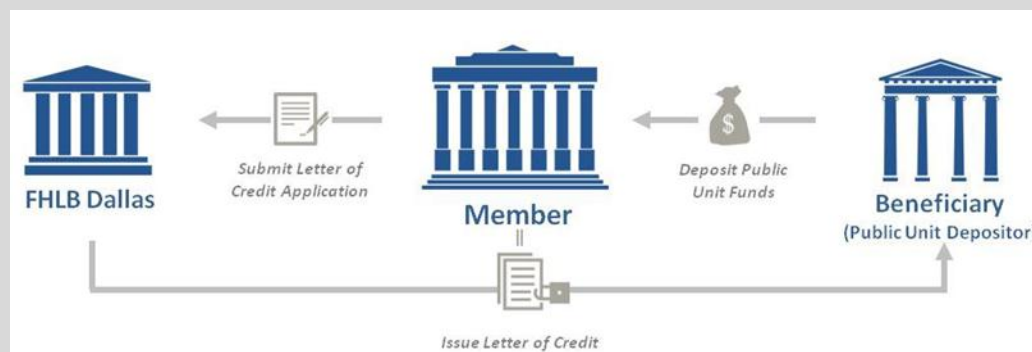 Submit Letter of
Credit Application
FHLB Dallas
Member
$
Deposit Public
Unit Funds
Beneficiary
(Public Unit Depositor
Issue Letter of Credit